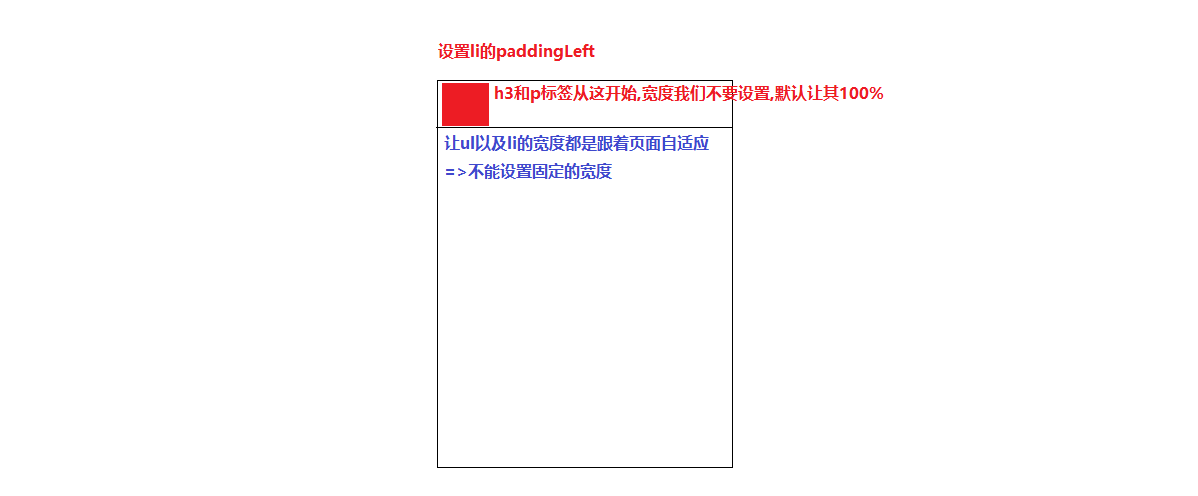 设置li的paddingLeft
h3和p标签从这开始,宽度我们不要设置,默认让其100%
让ul以及li的宽度都是跟着页面自适应
=>不能设置固定的宽度